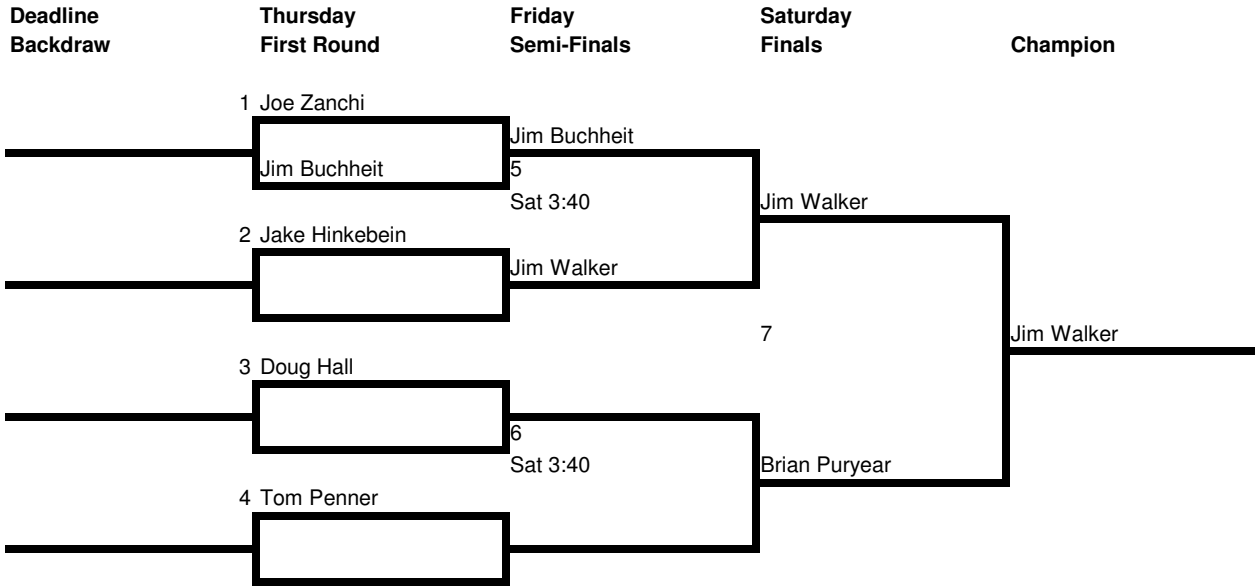 Deadline Thursday Friday Saturday
Backdraw First Round Semi-Finals Finals Champion
1 Joe Zanchi
Jim Buchheit
Jim Buchheit 5
Sat 3:40
Jim Walker
2 Jake Hinkebein
Jim Walker
7 Jim Walker
3 Doug Hall
6
Sat 3:40 Brian Puryear
4 Tom Penner